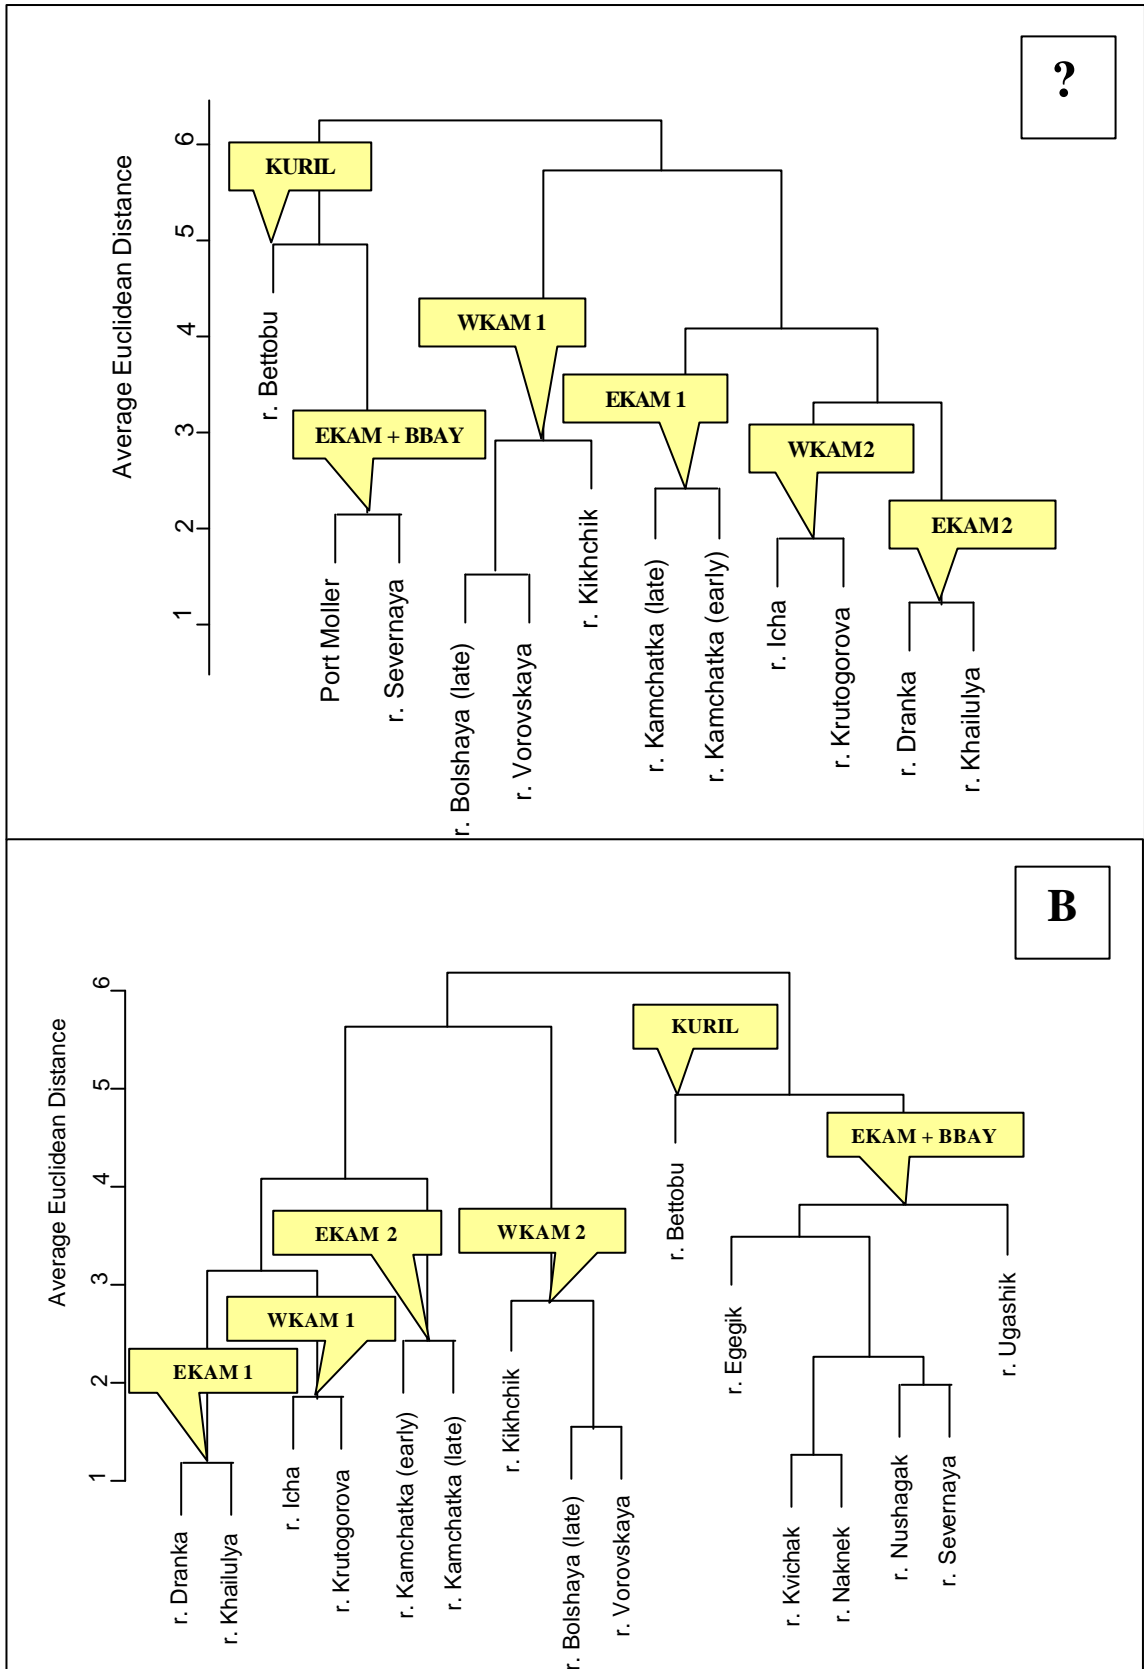 ?
Average Euclidean Distance
6
5
4
3
2
1
KURIL
WKAM 1
EKAM 1
EKAM + BBAY
WKAM2
EKAM2
r. Bettobu
Port Moller
r. Severnaya
r. Bolshaya (late)
r. Vorovskaya
r. Kikhchik
r. Kamchatka (late)
r. Kamchatka (early)
r. Icha
r. Krutogorova
r. Dranka
r. Khailulya
B
Average Euclidean Distance
6
5
4
3
2
1
KURIL
EKAM + BBAY
EKAM 2
WKAM 2
WKAM 1
EKAM 1
r. Dranka
r. Khailulya
r. Icha
r. Krutogorova
r. Kamchatka (early)
r. Kamchatka (late)
r. Kikhchik
r. Bolshaya (late)
r. Vorovskaya
r. Bettobu
r. Egegik
r. Kvichak
r. Naknek
r. Nushagak
r. Severnaya
r. Ugashik